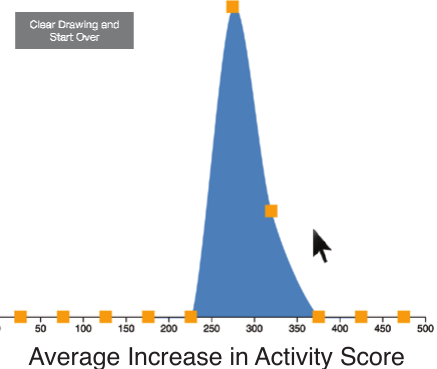 Clear Drawing and
Start Over
50 100 150 200 250 300 350 400 450 500
Average Increase in Activity Score